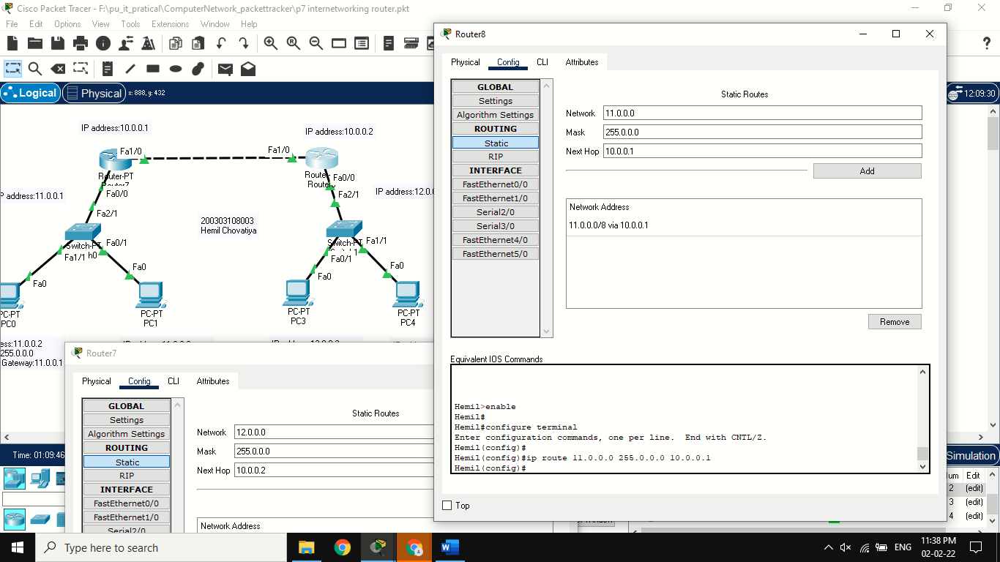 Cisco Packet Tracer - F:\pu_it_pratical\ComputerNetwork_packettracker\p7 internetworking router.pkt
File Edit Options View Tools Extensions Window Help
Logical Physical x: 888, y: 432
12:09:30
IP address:10.0.0.1
IP address:10.0.0.2
Fa1/0
Fa1/0
Router-PT
Router7
Fa0/0
Fa0/0
P address:11.0.0.1
Fa2/1
Fa2/1
IP address:12.0.0
200303108003
Hemil Chovatiya
Switch-PT
Fa0/1
Fa1/1
Fa0
Fa0
Switch-PT
Fa1/1
Fa0/1
Fa0
Fa0
PC-PT
PC0
PC-PT
PC1
PC-PT
PC3
PC-PT
PC4
ess:11.0.0.2
255.0.0.0
Gateway:11.0.0.1
Time: 01:09:46
Simulation
Edit
2 (edit)
3 (edit)
4 (edit)
Router7
Physical Config CLI Attributes
GLOBAL
Settings
Algorithm Settings
ROUTING
Static
RIP
INTERFACE
FastEthernet0/0
FastEthernet1/0
Serial2/0
Static Routes
Network 12.0.0.0
Mask 255.0.0.0
Next Hop 10.0.0.2
Network Address
Router8
Physical Config CLI Attributes
GLOBAL
Settings
Algorithm Settings
ROUTING
Static
RIP
INTERFACE
FastEthernet0/0
FastEthernet1/0
Serial2/0
Serial3/0
FastEthernet4/0
FastEthernet5/0
Static Routes
Network 11.0.0.0
Mask 255.0.0.0
Next Hop 10.0.0.1
Add
Network Address
11.0.0.0/8 via 10.0.0.1
Remove
Equivalent IOS Commands
Hemil>enable
Hemil#
Hemil#configure terminal
Enter configuration commands, one per line. End with CNTL/Z.
Hemil(config)#
Hemil(config)#ip route 11.0.0.0 255.0.0.0 10.0.0.1
Hemil(config)#
Top
Type here to search
ENG
11:38 PM
02-02-22